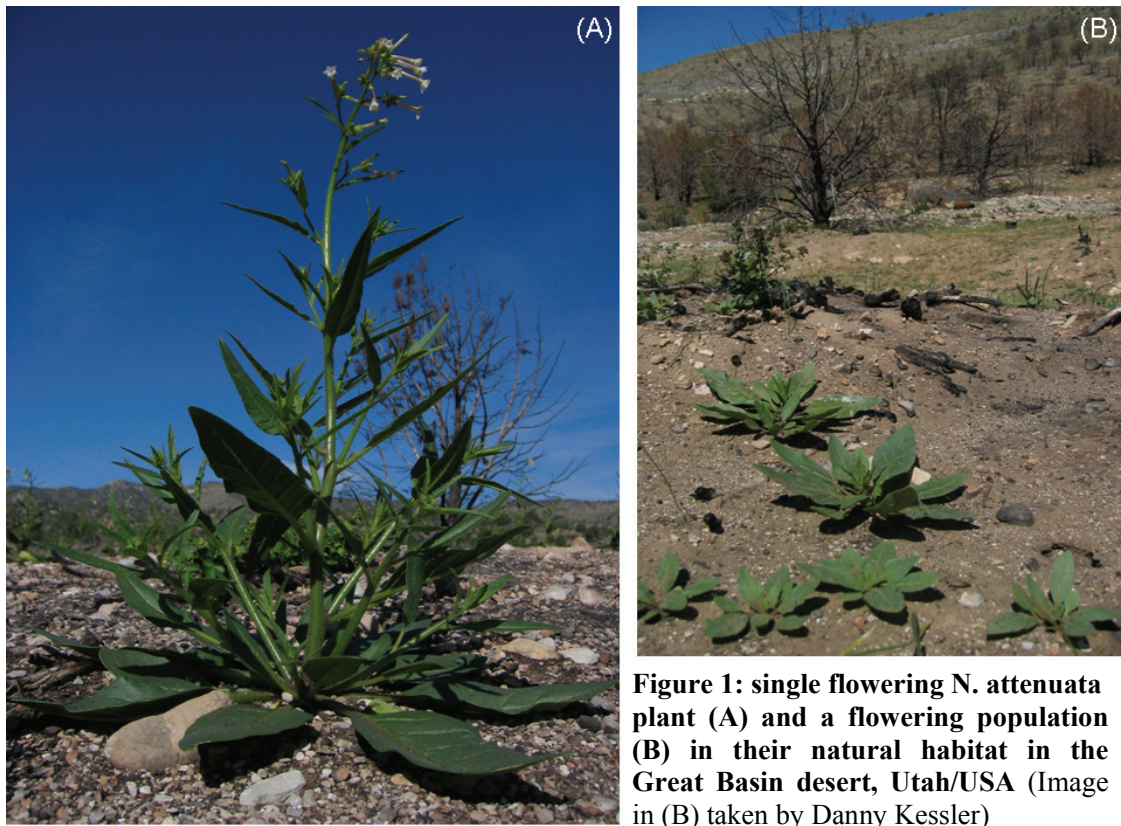 (A)
(B)
Figure 1: single flowering N. attenuata
plant (A) and a flowering population
(B) in their natural habitat in the
Great Basin desert, Utah/USA (Image
in (B) taken by Danny Kessler)